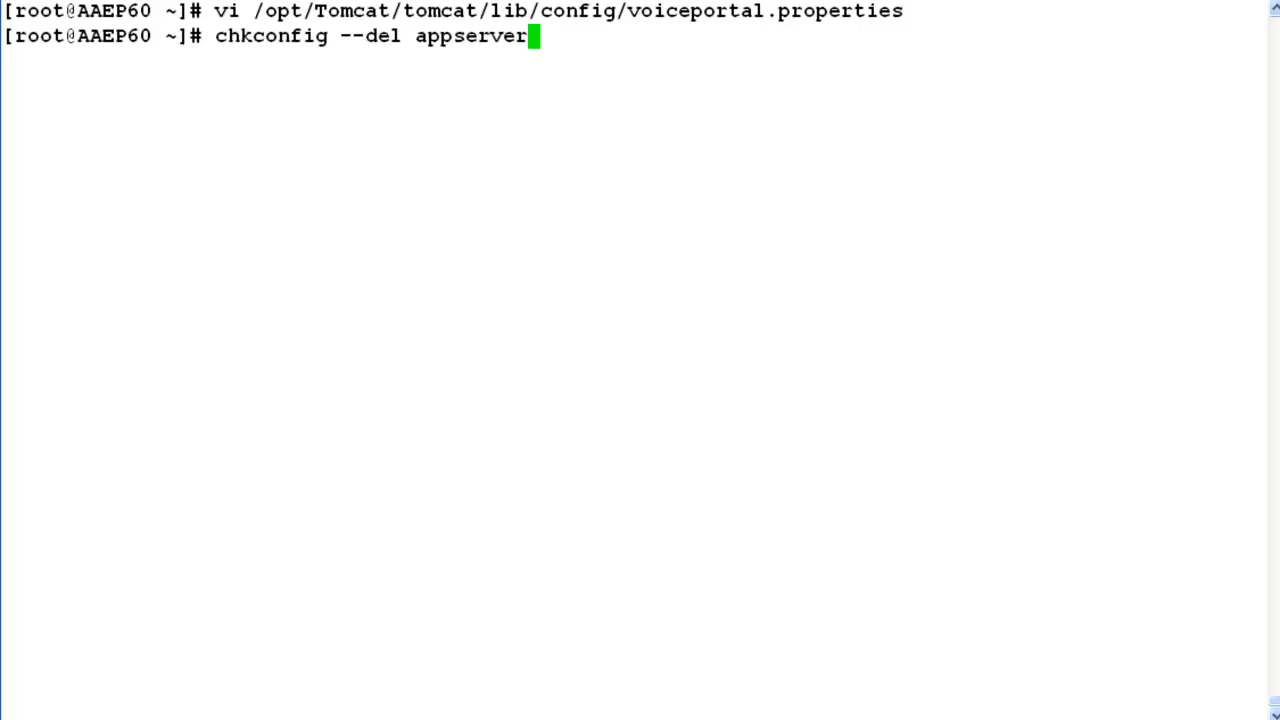 [root@AAEP60 ~]# vi /opt/Tomcat/tomcat/lib/config/voiceportal.properties
[root@AAEP60 ~]# chkconfig --del appserver